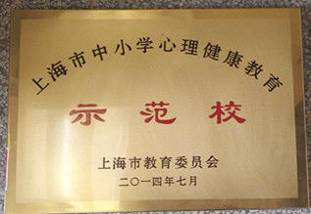 上海市中小学心理健康教育
示范校
上海市教育委员会
二〇一四年七月